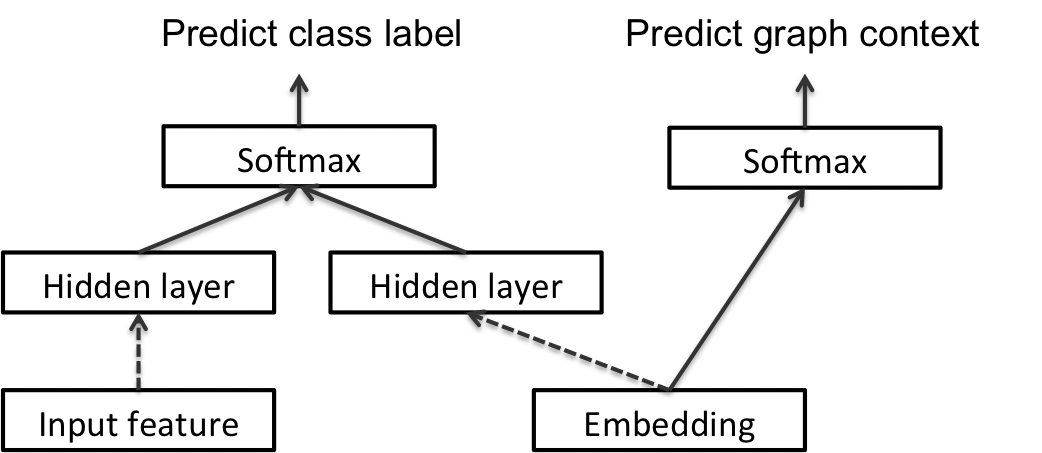 Predict class label
Predict graph context
Softmax
Softmax
Hidden layer
Hidden layer
Input feature
Embedding